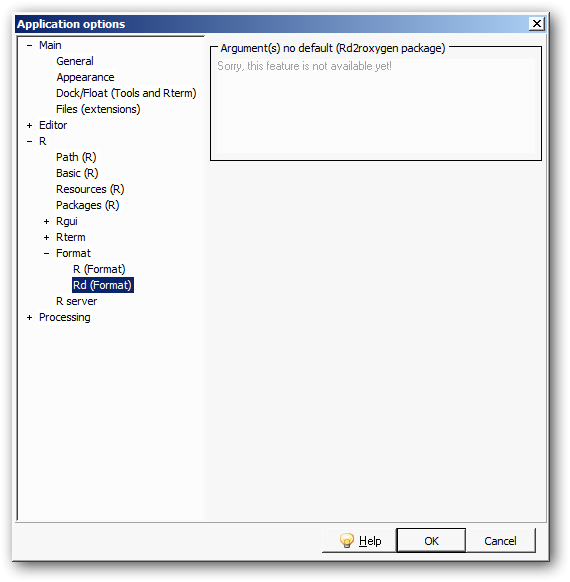 Application options
Main
General
Appearance
Dock/Float (Tools and Rterm)
Files (extensions)
Editor
R
Path (R)
Basic (R)
Resources (R)
Packages (R)
Rgui
Rterm
Format
R (Format)
Rd (Format)
R server
Processing
Argument(s) no default (Rd2roxygen package)
Sorry, this feature is not available yet!
Help
OK
Cancel